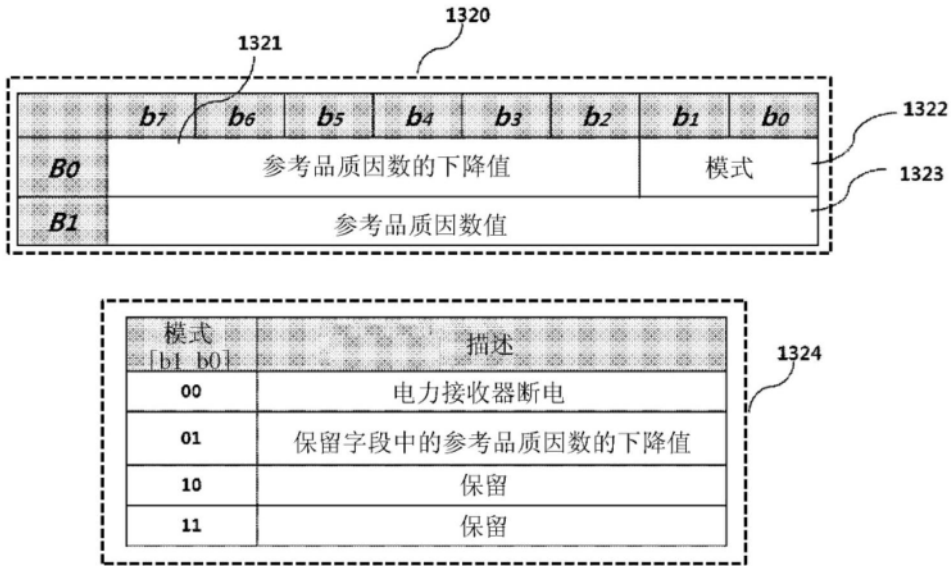 1320
1321
b7 b6 b5 b4 b3 b2 b1 b0
1322
B0 参考品质因数的下降值 模式
1323
B1 参考品质因数值
模式 描述
[b1 b0]
1324
00 电力接收器断电
01 保留字段中的参考品质因数的下降值
10 保留
11 保留